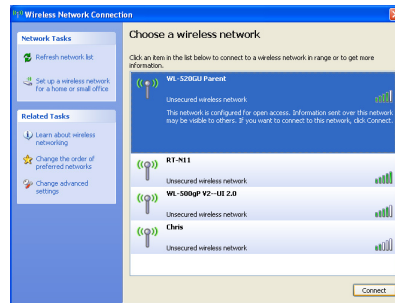 Wireless Network Connection
Network Tasks
Refresh network list
Set up a wireless network
for a home or small office
Related Tasks
Learn about wireless
networking
Change the order of
preferred networks
Change advanced
settings
Choose a wireless network
Click an item in the list below to connect to a wireless network in range or to get more
information.
WL-520GU Parent
Unsecured wireless network
This network is configured for open access. Information sent over this network
may be visible to others. If you want to connect to this network, click Connect.
RT-N11
Unsecured wireless network
WL-500gP V2--UI 2.0
Unsecured wireless network
Chris
Unsecured wireless network
Connect